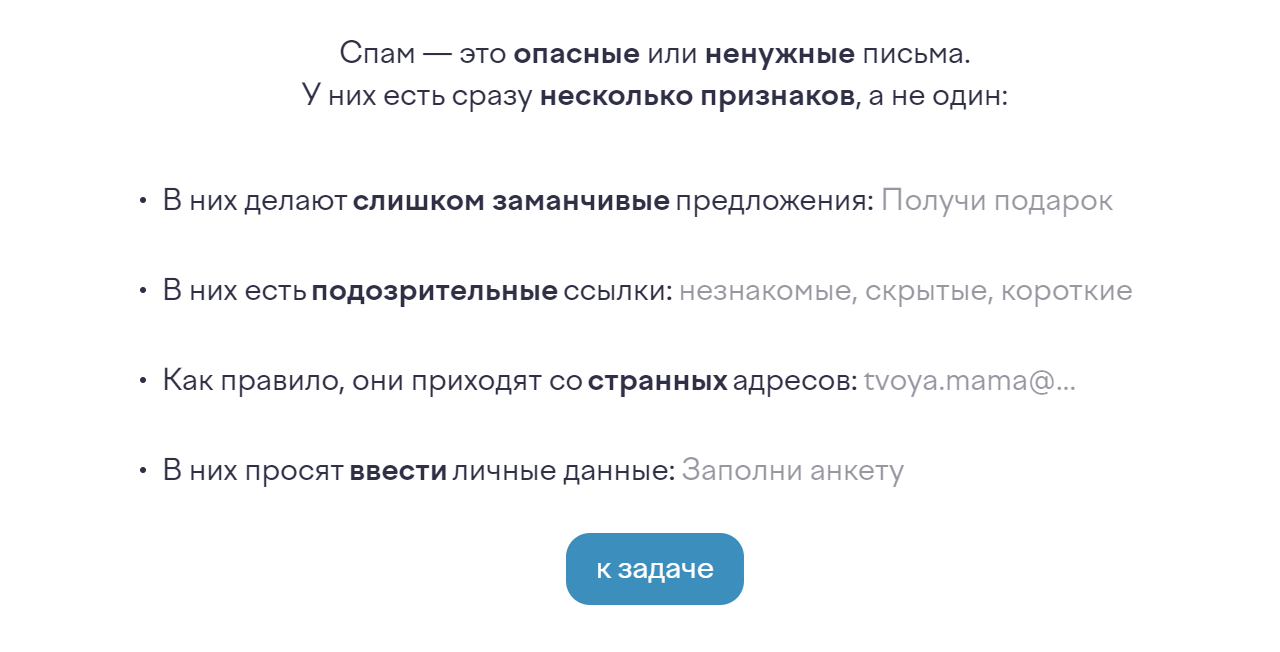 Спам — это опасные или ненужные письма.
У них есть сразу несколько признаков, а не один:
• В них делают слишком заманчивые предложения: Получи подарок
• В них есть подозрительные ссылки: незнакомые, скрытые, короткие
• Как правило, они приходят со странных адресов: tvoya.mama@...
• В них просят ввести личные данные: Заполни анкету
к задаче